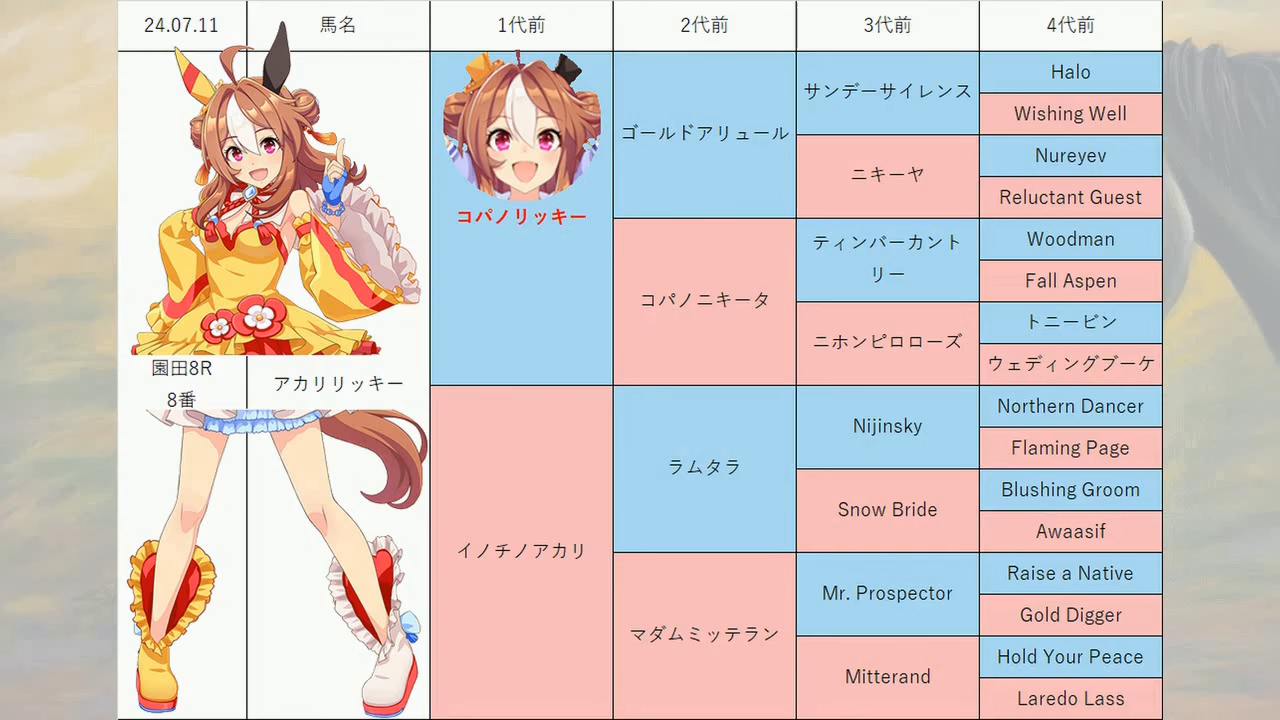 24.07.11
馬名
1代前
2代前
3代前
4代前
園田8R
8番
アカリリッキー
コパノリッキー
イノチノアカリ
ゴールドアリュール
コパノニキータ
ラムタラ
マダムミッテラン
サンデーサイレンス
ニキーヤ
ティンバーカント
リー
ニホンピロローズ
Nijinsky
Snow Bride
Mr. Prospector
Mitterand
Halo
Wishing Well
Nureyev
Reluctant Guest
Woodman
Fall Aspen
トニービン
ウェディングブーケ
Northern Dancer
Flaming Page
Blushing Groom
Awaasif
Raise a Native
Gold Digger
Hold Your Peace
Laredo Lass